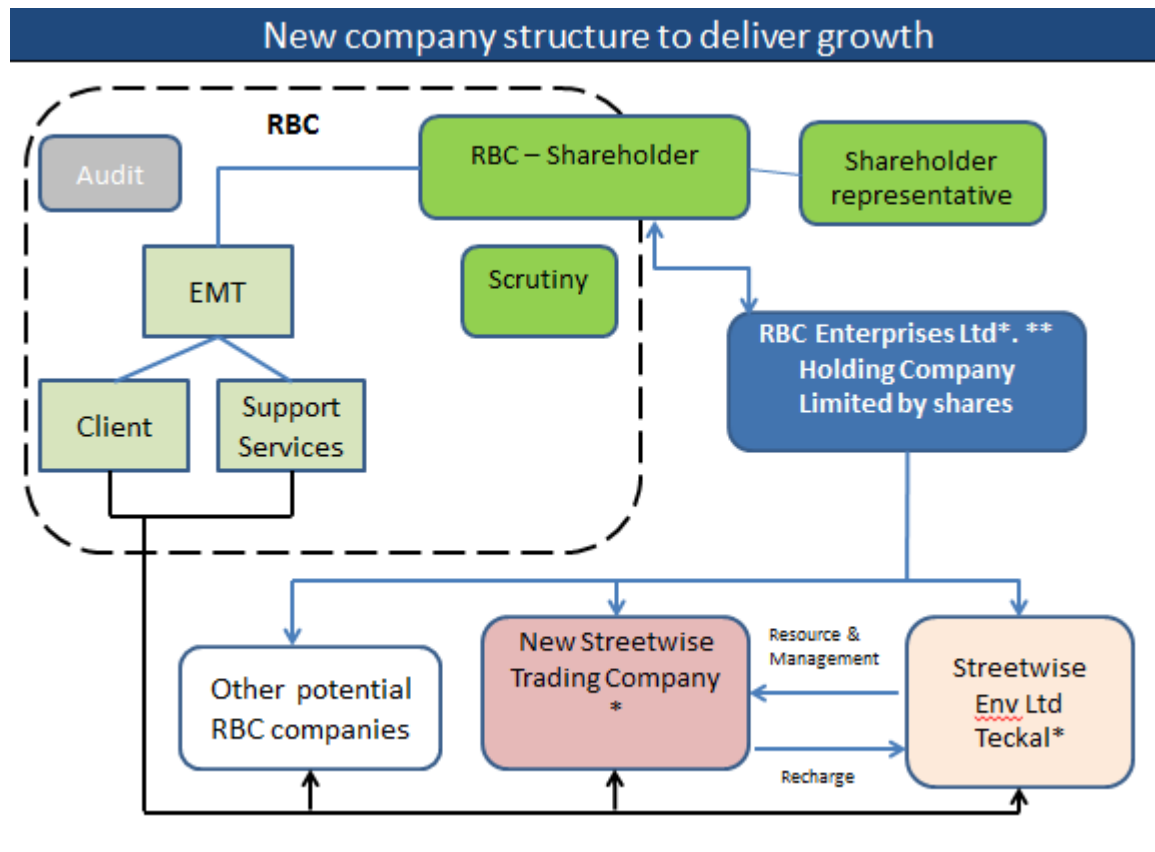 New company structure to deliver growth
RBC
Audit
RBC – Shareholder
Shareholder
representative
EMT
Scrutiny
RBC Enterprises Ltd*. **
Holding Company
Limited by shares
Client
Support
Services
Other potential
RBC companies
New Streetwise
Trading Company
*
Resource &
Management
Recharge
Streetwise
Env Ltd
Teckal*